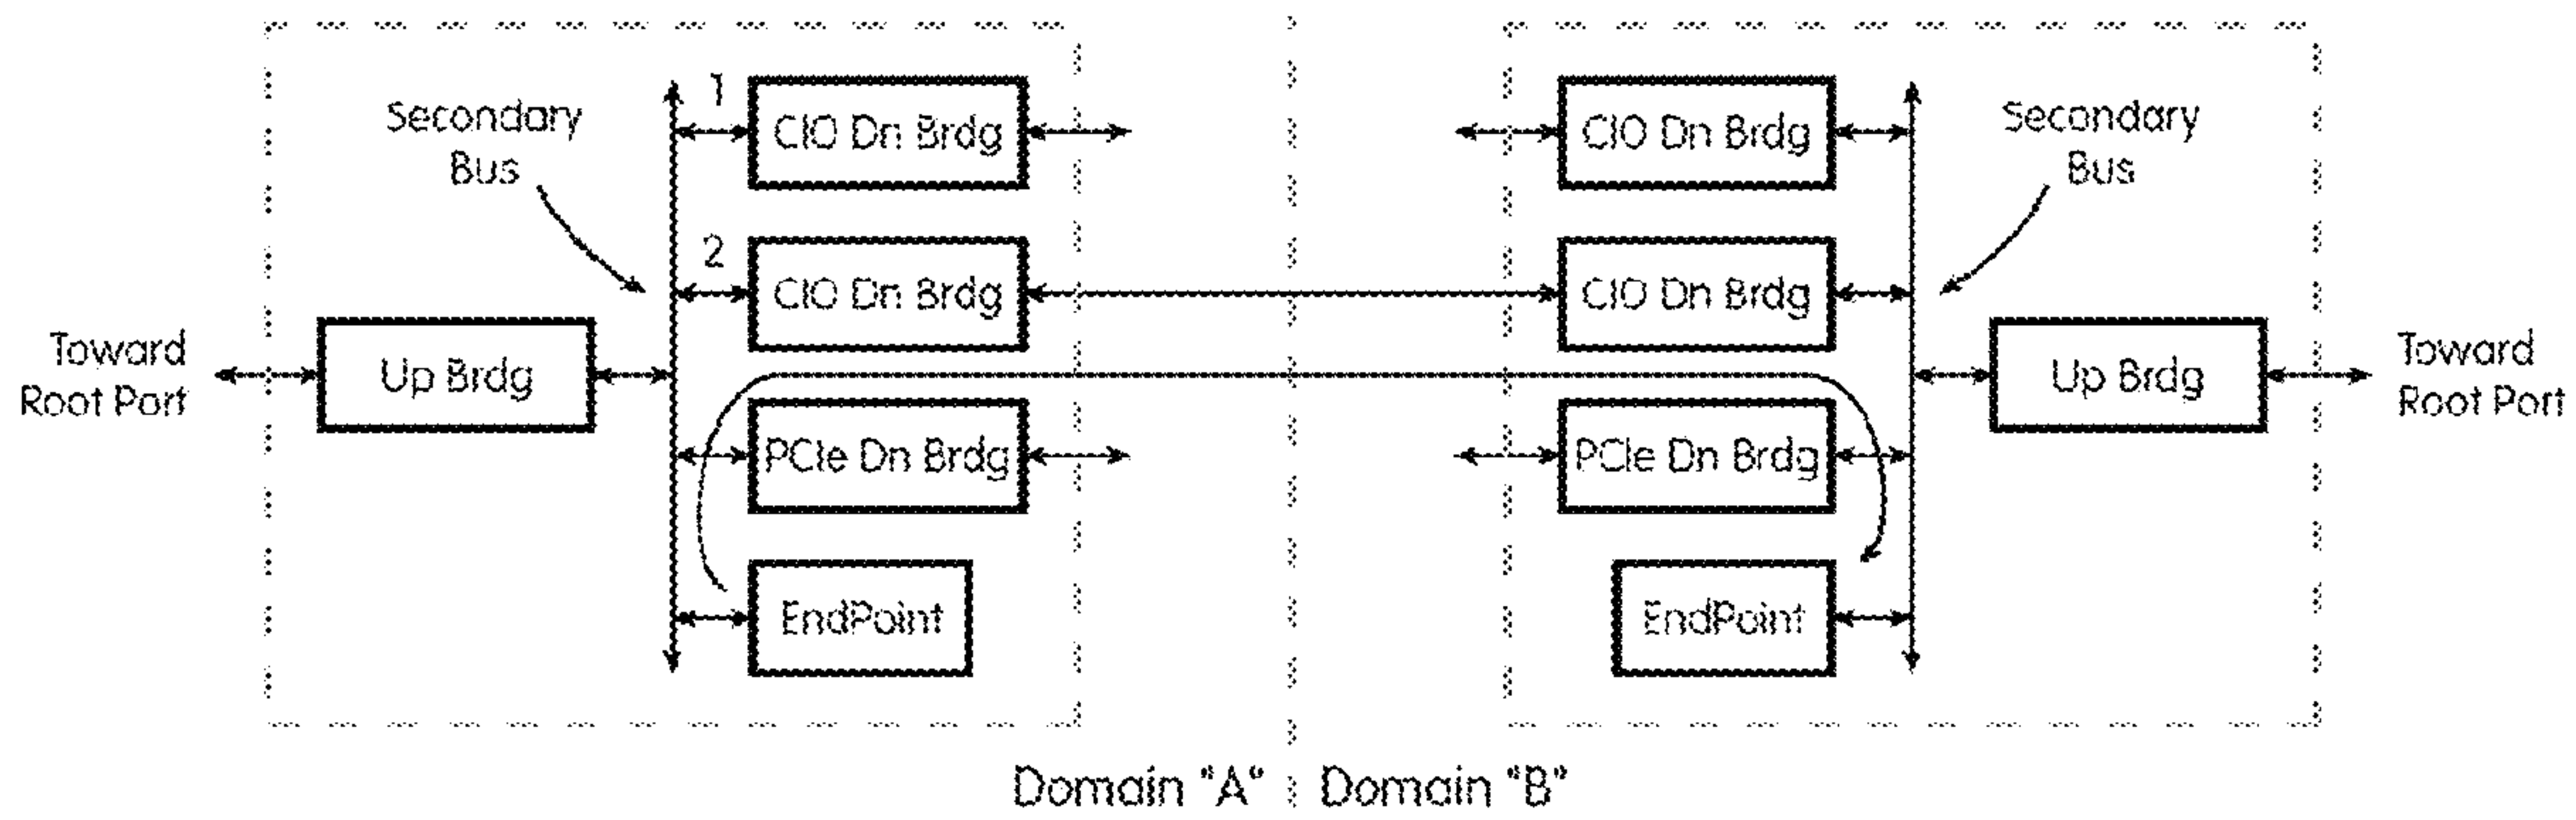 1
CIO Dn Brdg
CIO Dn Brdg
Secondary
Bus
Secondary
Bus
2
CIO Dn Brdg
CIO Dn Brdg
Toward
Root Port
Up Brdg
Up Brdg
Toward
Root Port
PCIe Dn Brdg
PCIe Dn Brdg
EndPoint
EndPoint
Domain "A"
Domain "B"